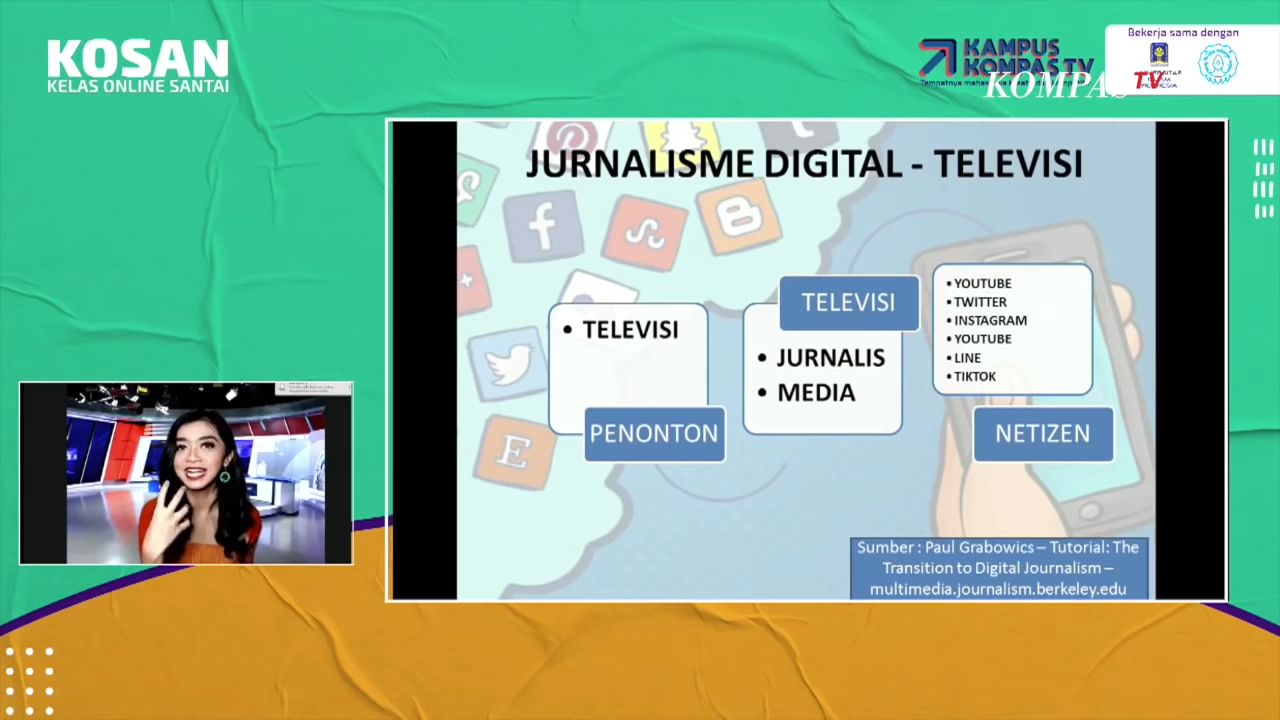 KOSAN
KELAS ONLINE SANTAI
KAMPUS
KOMPAS TV
KOMPAS TV
Bekerja sama dengan
JURNALISME DIGITAL - TELEVISI
• TELEVISI
PENONTON
TELEVISI
• JURNALIS
• MEDIA
• YOUTUBE
• TWITTER
• INSTAGRAM
• YOUTUBE
• LINE
• TIKTOK
NETIZEN
Sumber : Paul Grabowics – Tutorial: The
Transition to Digital Journalism –
multimedia.journalism.berkeley.edu